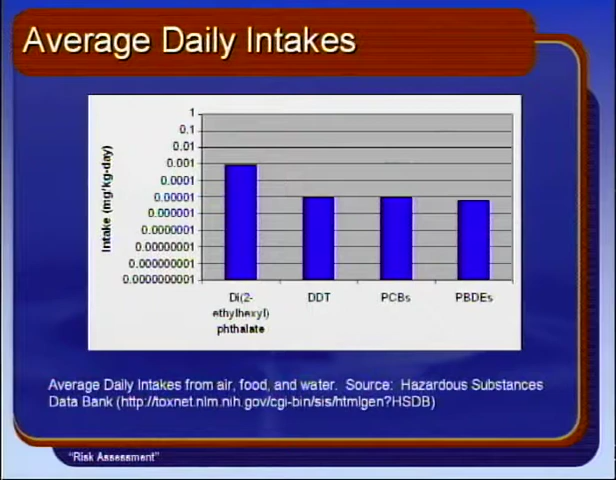 Average Daily Intakes
Intake (mg/kg-day)
1
0.1
0.01
0.001
0.0001
0.00001
0.000001
0.0000001
0.00000001
0.000000001
0.0000000001
Di(2-
ethylhexyl)
phthalate
DDT
PCBs
PBDEs
Average Daily Intakes from air, food, and water. Source: Hazardous Substances
Data Bank (http://toxnet.nlm.nih.gov/cgi-bin/sis/htmlgen?HSDB)
"Risk Assessment"